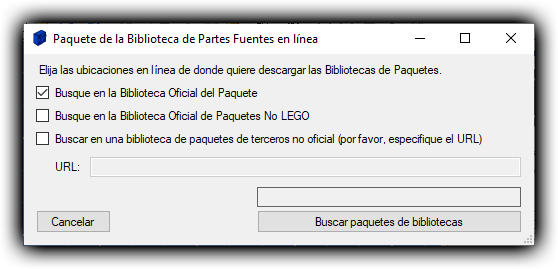 Paquete de la Biblioteca de Partes Fuentes en línea
Elija las ubicaciones en línea de donde quiere descargar las Bibliotecas de Paquetes.
Busque en la Biblioteca Oficial del Paquete
Busque en la Biblioteca Oficial de Paquetes No LEGO
Buscar en una biblioteca de paquetes de terceros no oficial (por favor, especifique el URL)
URL:
Cancelar Buscar paquetes de bibliotecas